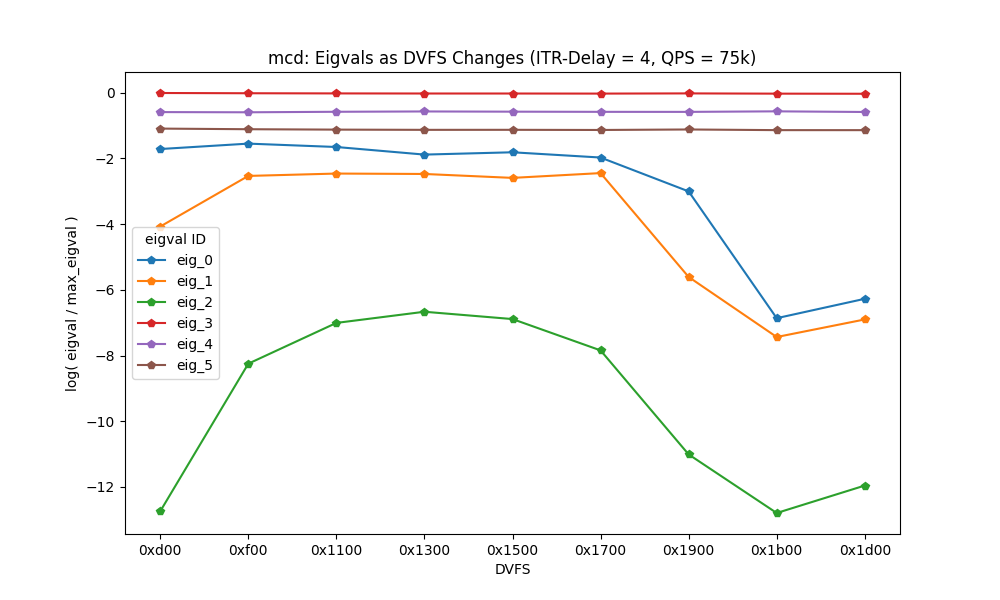 mcd: Eigvals as DVFS Changes (ITR-Delay = 4, QPS = 75k)
log( eigval / max_eigval )
0
−2
−4
−6
−8
−10
−12
eigval ID
eig_0
eig_1
eig_2
eig_3
eig_4
eig_5
0xd00 0xf00 0x1100 0x1300 0x1500 0x1700 0x1900 0x1b00 0x1d00
DVFS